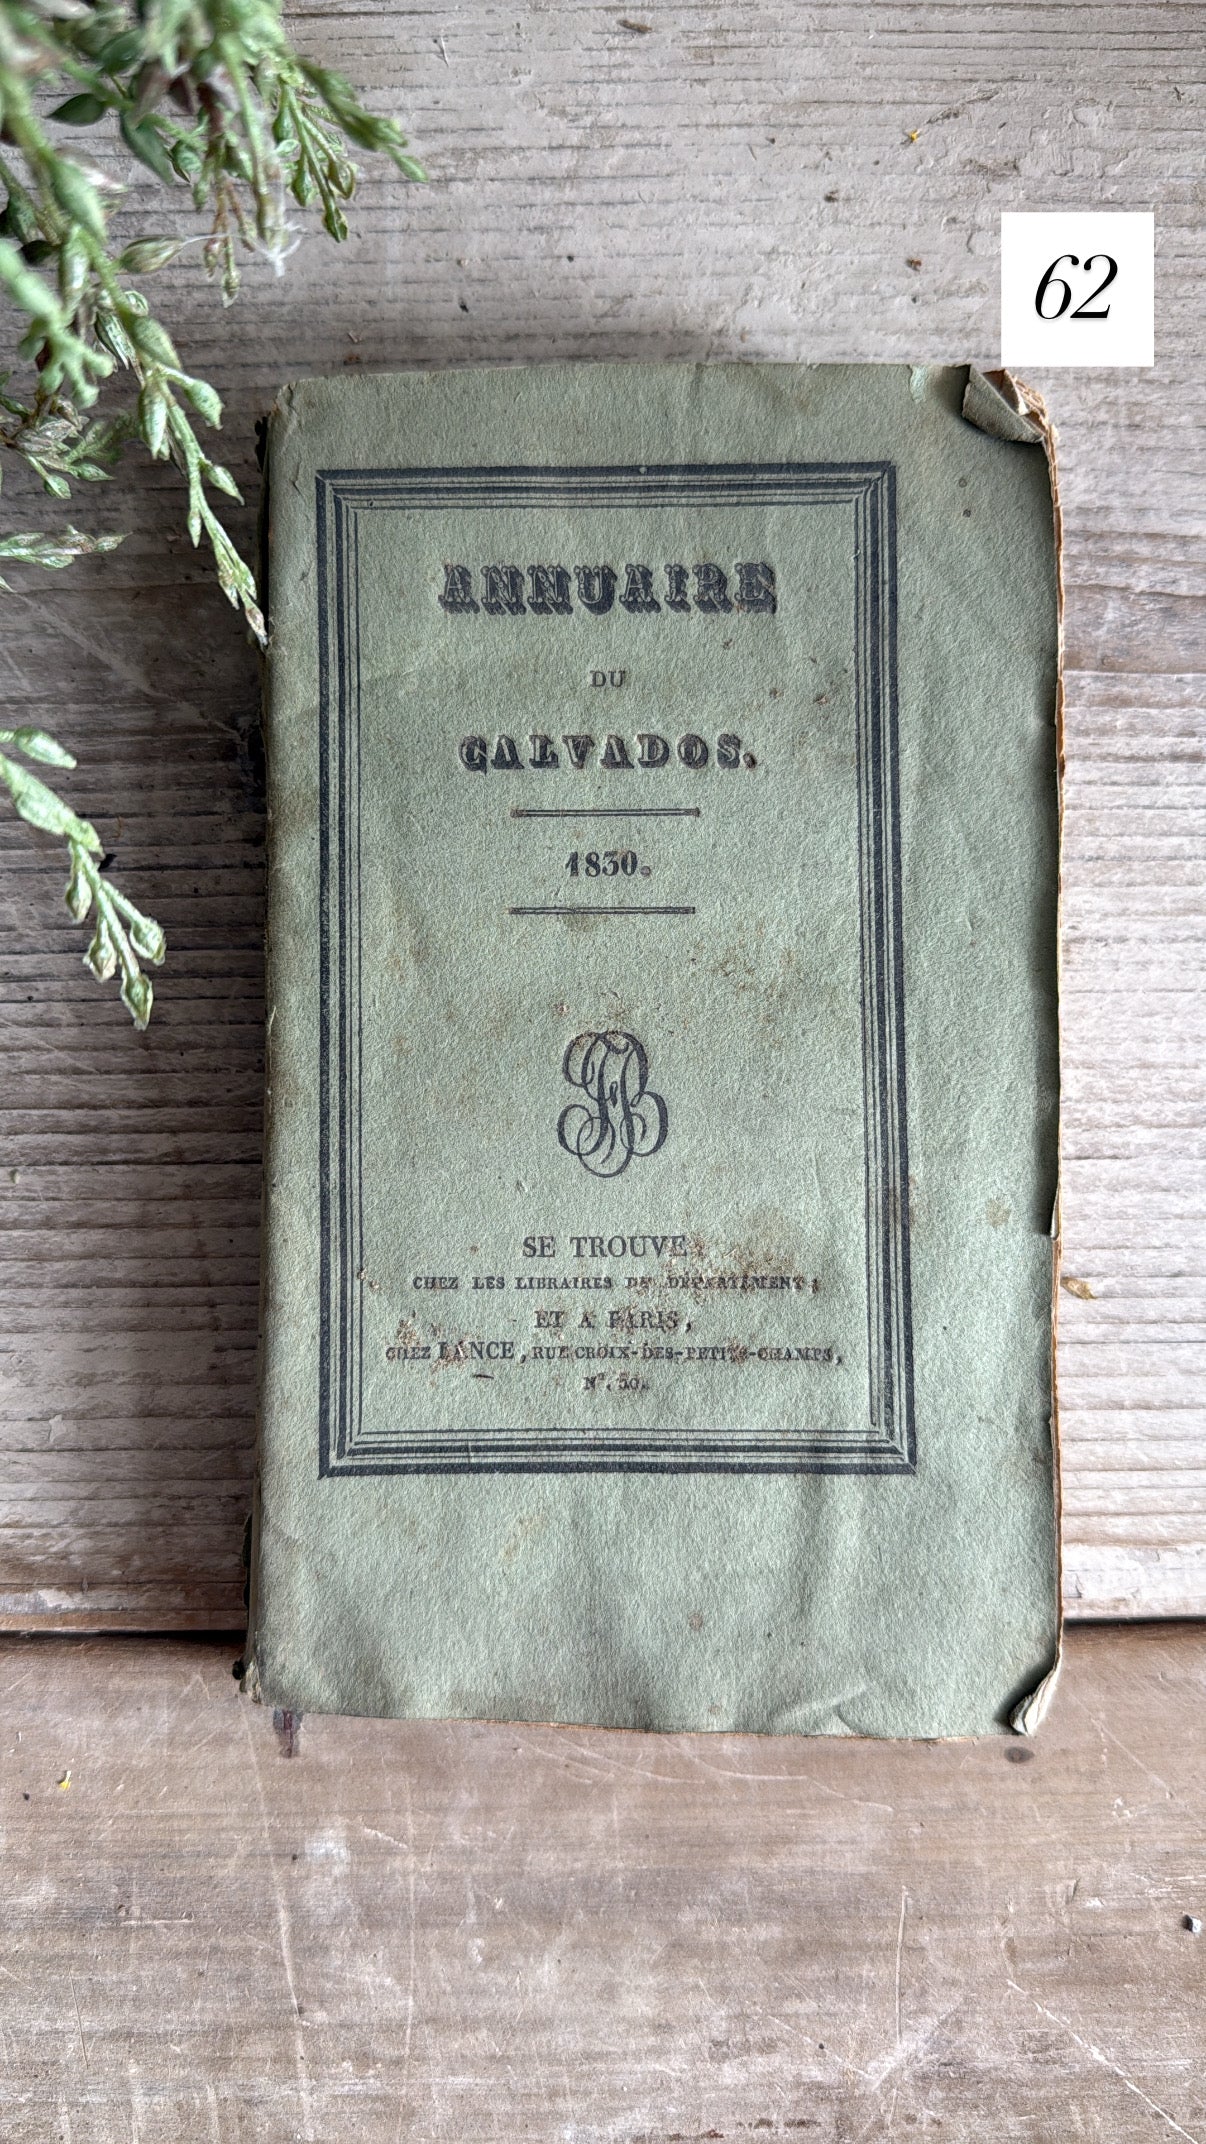 62
ANNUAIRE
DU
CALVADOS.
1830.
SE TROUVE
CHEZ LES LIBRAIRES DU DÉPARTEMENT ;
ET A PARIS,
CHEZ LANCE, RUE CROIX-DES-PETITS-CHAMPS,
N°. 50.